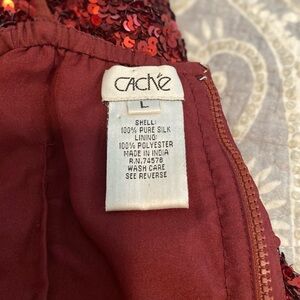 CACHÉ
L
SHELL:
100% PURE SILK
LINING:
100% POLYESTER
MADE IN INDIA
R.N.74578
WASH CARE
SEE REVERSE